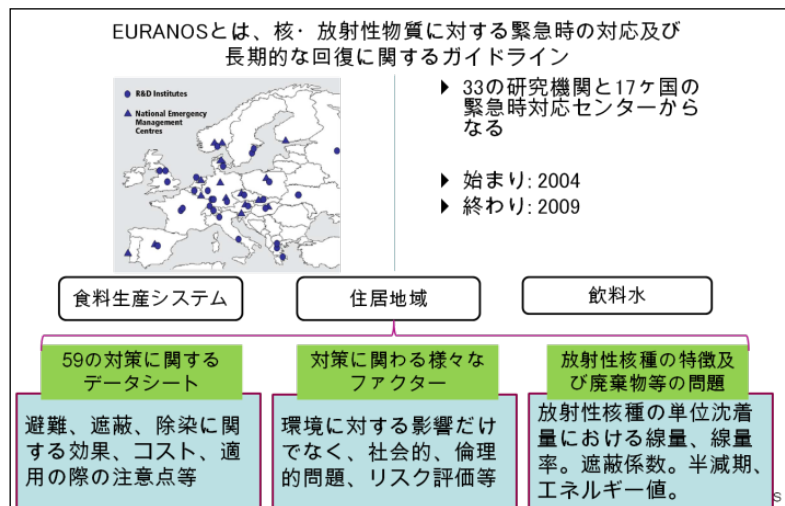 EURANOSとは、核・放射性物質に対する緊急時の対応及び
長期的な回復に関するガイドライン
R&D Institutes
National Emergency
Management
Centres
33の研究機関と17ヶ国の
緊急時対応センターから
なる
始まり: 2004
終わり: 2009
食料生産システム
住居地域
飲料水
59の対策に関する
データシート
対策に関わる様々な
ファクター
放射性核種の特徴及
び廃棄物等の問題
避難、遮蔽、除染に関
する効果、コスト、適
用の際の注意点等
環境に対する影響だけ
でなく、社会的、倫理
的問題、リスク評価等
放射性核種の単位沈着
量における線量、線量
率。遮蔽係数。半減期、
エネルギー値。
S